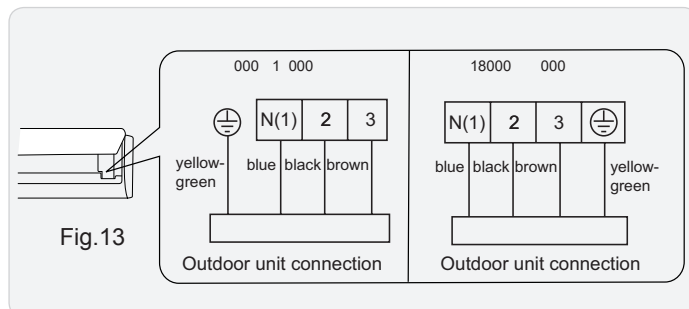 000 1 000
N(1) 2 3
yellow-
green
blue black brown
Outdoor unit connection
18000 000
N(1) 2 3
blue black brown
yellow-
green
Outdoor unit connection
Fig.13